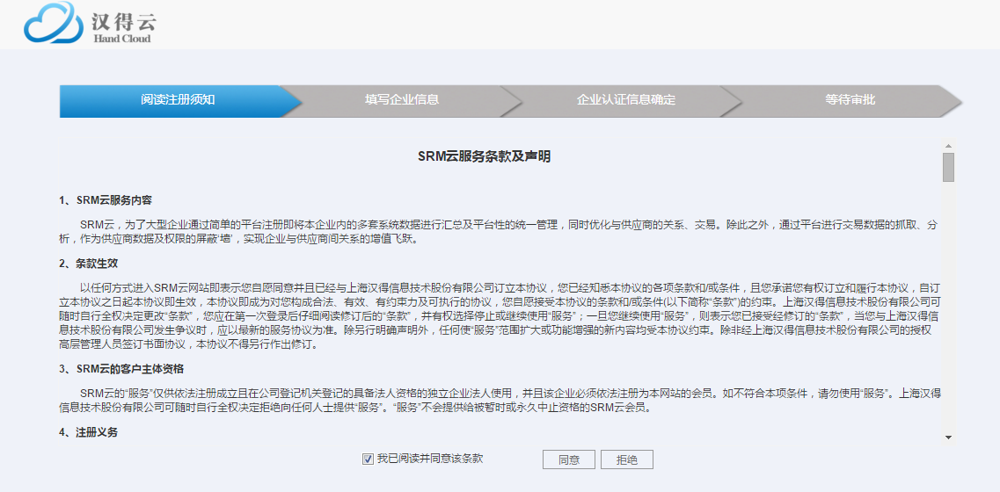 汉得云
Hand Cloud
阅读注册须知
填写企业信息
企业认证信息确定
等待审批
SRM云服务条款及声明
1、SRM云服务内容
SRM云，为了大型企业通过简单的平台注册即将本企业内的多套系统数据进行汇总及平台性的统一管理，同时优化与供应商的关系、交易。除此之外，通过平台进行交易数据的抓取、分
析，作为供应商数据及权限的屏蔽‘墙’，实现企业与供应商间关系的增值飞跃。
2、条款生效
以任何方式进入SRM云网站即表示您自愿同意并且已经与上海汉得信息技术股份有限公司订立本协议，您已经知悉本协议的各项条款和/或条件，且您承诺您有权订立和履行本协议，自订
立本协议之日起本协议即生效，本协议即成为对您构成合法、有效、有约束力及可执行的协议，您自愿接受本协议的条款和/或条件(以下简称“条款”)的约束。上海汉得信息技术股份有限公司可
随时自行全权决定更改“条款”，您应在第一次登录后仔细阅读修订后的“条款”，并有权选择停止或继续使用“服务”；一旦您继续使用“服务”，则表示您已接受经修订的“条款”，当您与上海汉得信
息技术股份有限公司发生争议时，应以最新的服务协议为准。除另行明确声明外，任何使“服务”范围扩大或功能增强的新内容均受本协议约束。除非经上海汉得信息技术股份有限公司的授权
高层管理人员签订书面协议，本协议不得另行作出修订。
3、SRM云的客户主体资格
SRM云的“服务”仅供依法注册成立且在公司登记机关登记的具备法人资格的独立企业法人使用，并且该企业必须依法注册为本网站的会员。如不符合本项条件，请勿使用“服务”。上海汉得
信息技术股份有限公司可随时自行全权决定拒绝向任何人士提供“服务”。“服务”不会提供给被暂时或永久中止资格的SRM云会员。
4、注册义务
我已阅读并同意该条款
同意
拒绝